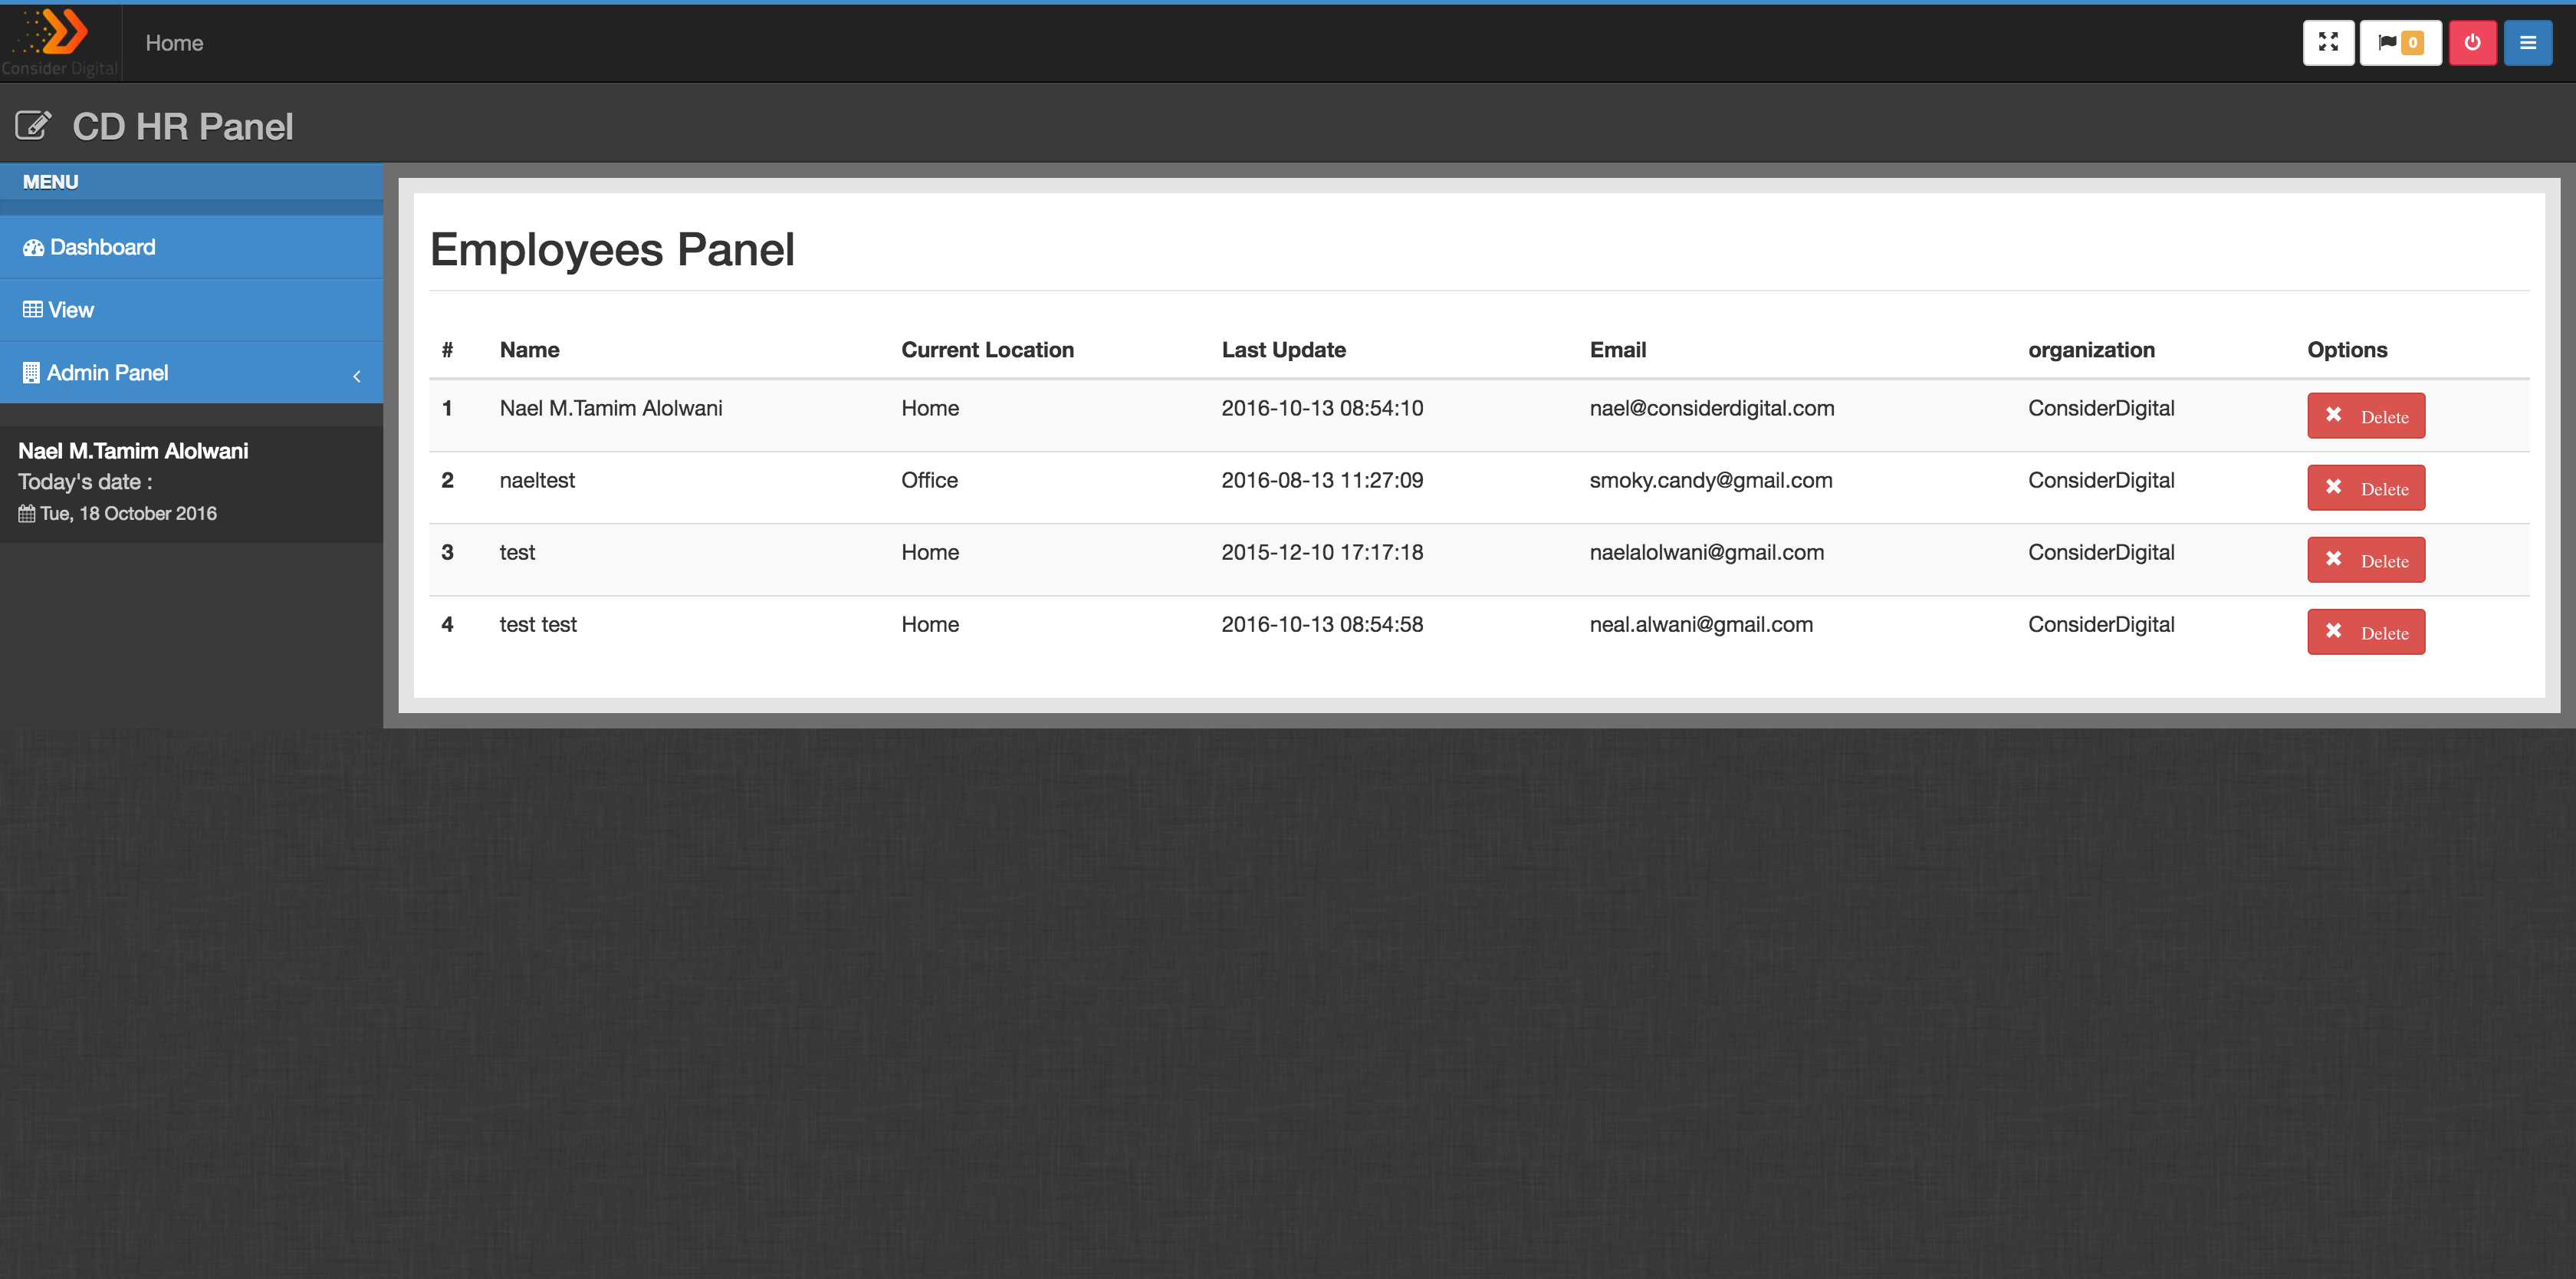 Consider Digital
Home
0
CD HR Panel
MENU
Dashboard
View
Admin Panel
Nael M.Tamim Alolwani
Today's date :
Tue, 18 October 2016
Employees Panel
# Name Current Location Last Update Email organization Options
1 Nael M.Tamim Alolwani Home 2016-10-13 08:54:10 nael@considerdigital.com ConsiderDigital Delete
2 naeltest Office 2016-08-13 11:27:09 smoky.candy@gmail.com ConsiderDigital Delete
3 test Home 2015-12-10 17:17:18 naelalolwani@gmail.com ConsiderDigital Delete
4 test test Home 2016-10-13 08:54:58 neal.alwani@gmail.com ConsiderDigital Delete